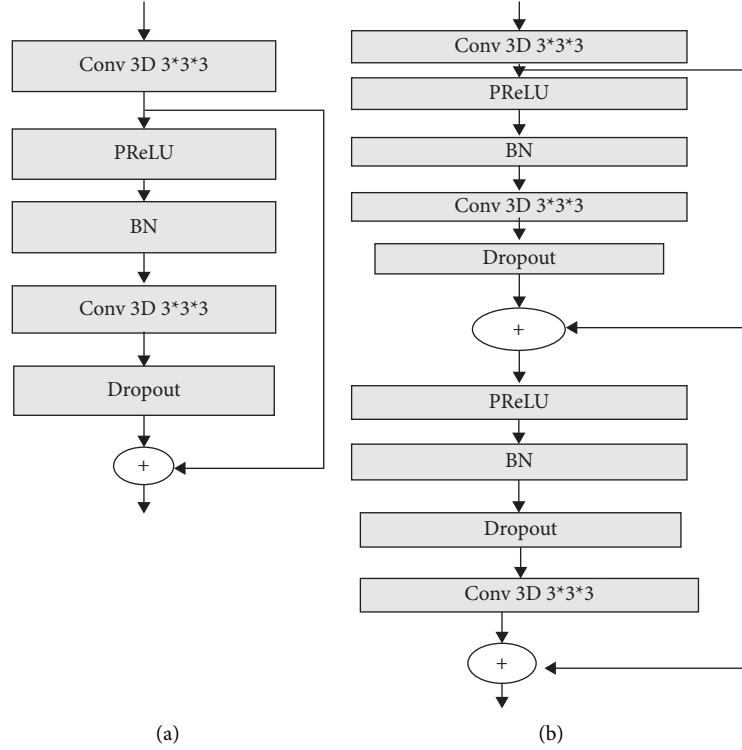 Conv 3D 3*3*3
PReLU
BN
Conv 3D 3*3*3
Dropout
+
(a)
Conv 3D 3*3*3
PReLU
BN
Conv 3D 3*3*3
Dropout
+
PReLU
BN
Dropout
Conv 3D 3*3*3
+
(b)